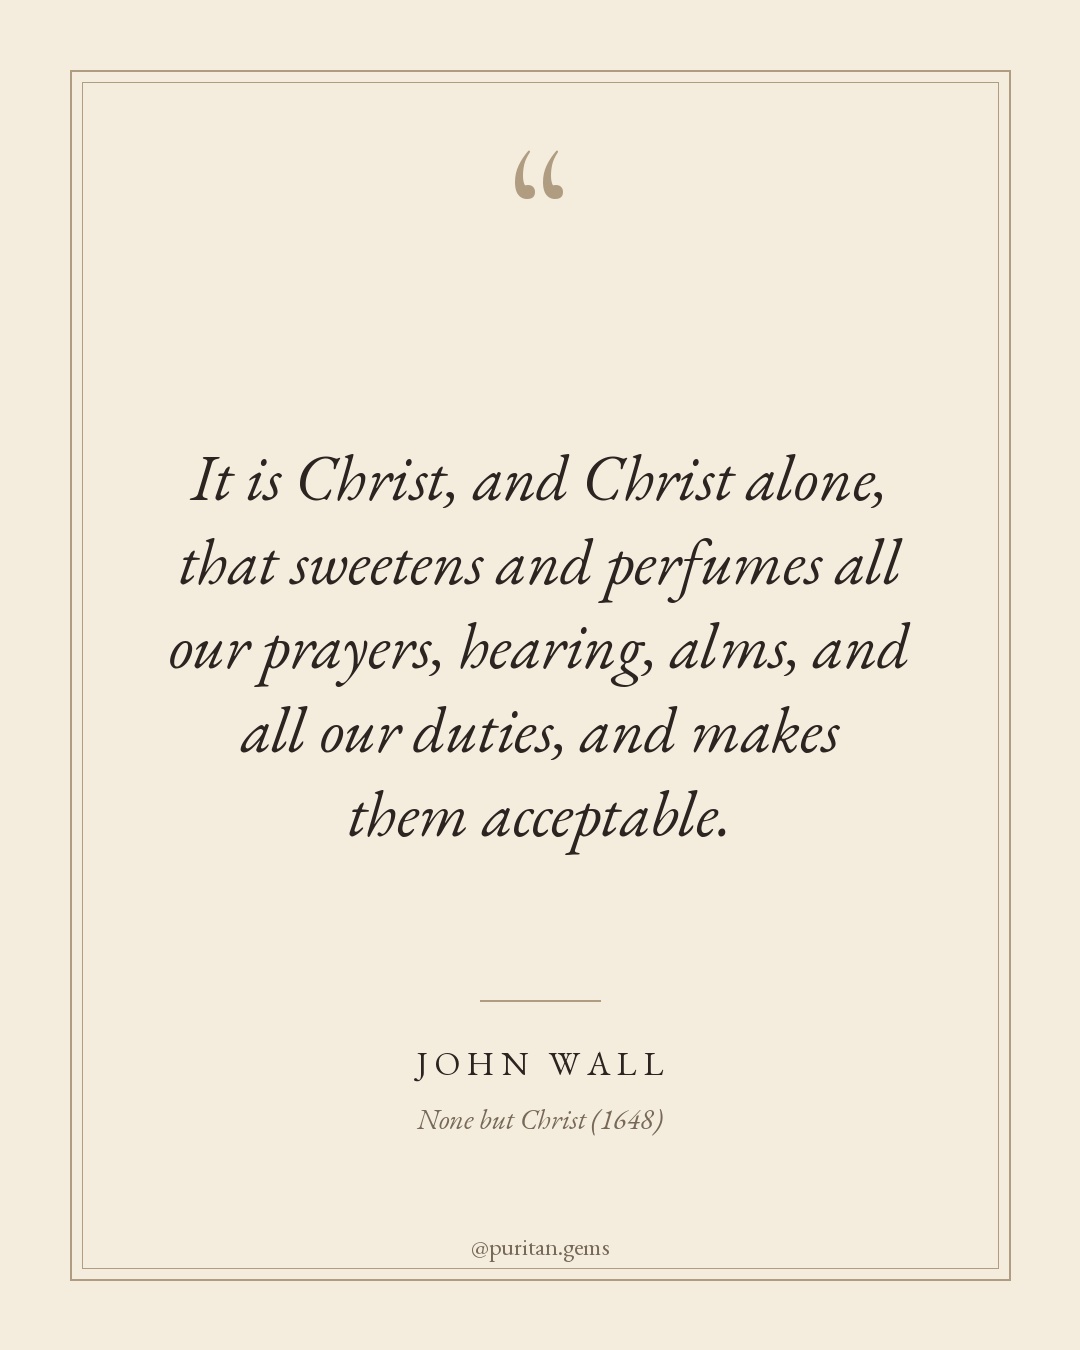 “
It is Christ, and Christ alone,
that sweetens and perfumes all
our prayers, hearing, alms, and
all our duties, and makes
them acceptable.
JOHN WALL
None but Christ (1648)
@puritan.gems